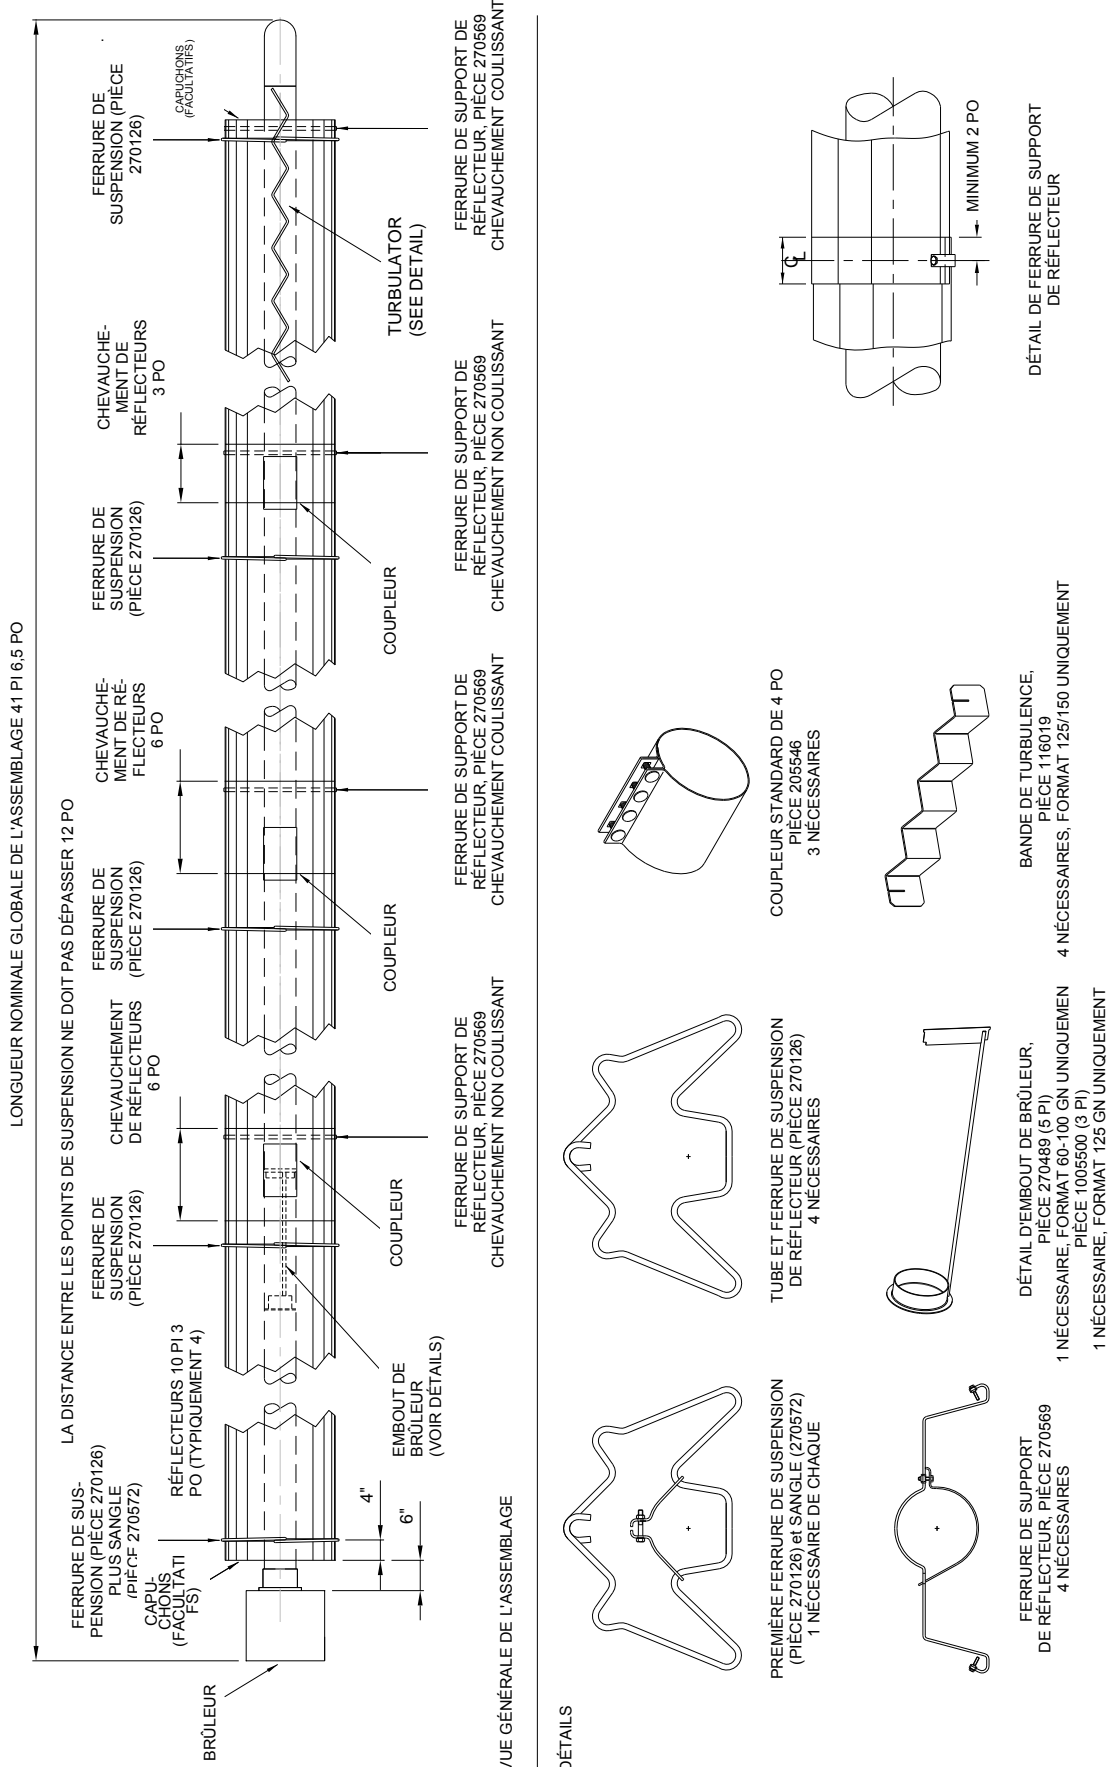 LONGUEUR NOMINALE GLOBALE DE L'ASSEMBLAGE 41 PI 6,5 PO
LA DISTANCE ENTRE LES POINTS DE SUSPENSION NE DOIT PAS DÉPASSER 12 PO
FERRURE DE SUS-
PENSION (PIÈCE 270126)
PLUS SANGLE
(PIÈCE 270572)
CAPU-
CHONS
(FACULTATI
FS)
RÉFLECTEURS 10 PI 3
PO (TYPIQUEMENT 4)
FERRURE DE
SUSPENSION
(PIÈCE 270126)
CHEVAUCHEMENT
DE RÉFLECTEURS
6 PO
FERRURE DE
SUSPENSION
(PIÈCE 270126)
CHEVAUCHE-
MENT DE RÉ-
FLECTEURS
6 PO
FERRURE DE
SUSPENSION
(PIÈCE 270126)
CHEVAUCHE-
MENT DE
RÉFLECTEURS
3 PO
FERRURE DE
SUSPENSION (PIÈCE
270126)
CAPUCHONS
(FACULTATIFS)
BRÛLEUR
4"
6"
EMBOUT DE
BRÛLEUR
(VOIR DÉTAILS)
COUPLEUR
COUPLEUR
COUPLEUR
TURBULATOR
(SEE DETAIL)
FERRURE DE SUPPORT DE
RÉFLECTEUR, PIÈCE 270569
CHEVAUCHEMENT NON COULISSANT
FERRURE DE SUPPORT DE
RÉFLECTEUR, PIÈCE 270569
CHEVAUCHEMENT COULISSANT
FERRURE DE SUPPORT DE
RÉFLECTEUR, PIÈCE 270569
CHEVAUCHEMENT NON COULISSANT
FERRURE DE SUPPORT DE
RÉFLECTEUR, PIÈCE 270569
CHEVAUCHEMENT COULISSANT
VUE GÉNÉRALE DE L'ASSEMBLAGE
DÉTAILS
PREMIÈRE FERRURE DE SUSPENSION
(PIÈCE 270126) et SANGLE (270572)
1 NÉCESSAIRE DE CHAQUE
TUBE ET FERRURE DE SUSPENSION
DE RÉFLECTEUR (PIÈCE 270126)
4 NÉCESSAIRES
COUPLEUR STANDARD DE 4 PO
PIÈCE 205546
3 NÉCESSAIRES
CL
MINIMUM 2 PO
DÉTAIL DE FERRURE DE SUPPORT
DE RÉFLECTEUR
FERRURE DE SUPPORT
DE RÉFLECTEUR, PIÈCE 270569
4 NÉCESSAIRES
DÉTAIL D'EMBOUT DE BRÛLEUR,
PIÈCE 270489 (5 PI)
1 NÉCESSAIRE, FORMAT 60-100 GN UNIQUEMEN
PIÈCE 1005500 (3 PI)
1 NÉCESSAIRE, FORMAT 125 GN UNIQUEMENT
BANDE DE TURBULENCE,
PIÈCE 116019
4 NÉCESSAIRES, FORMAT 125/150 UNIQUEMENT